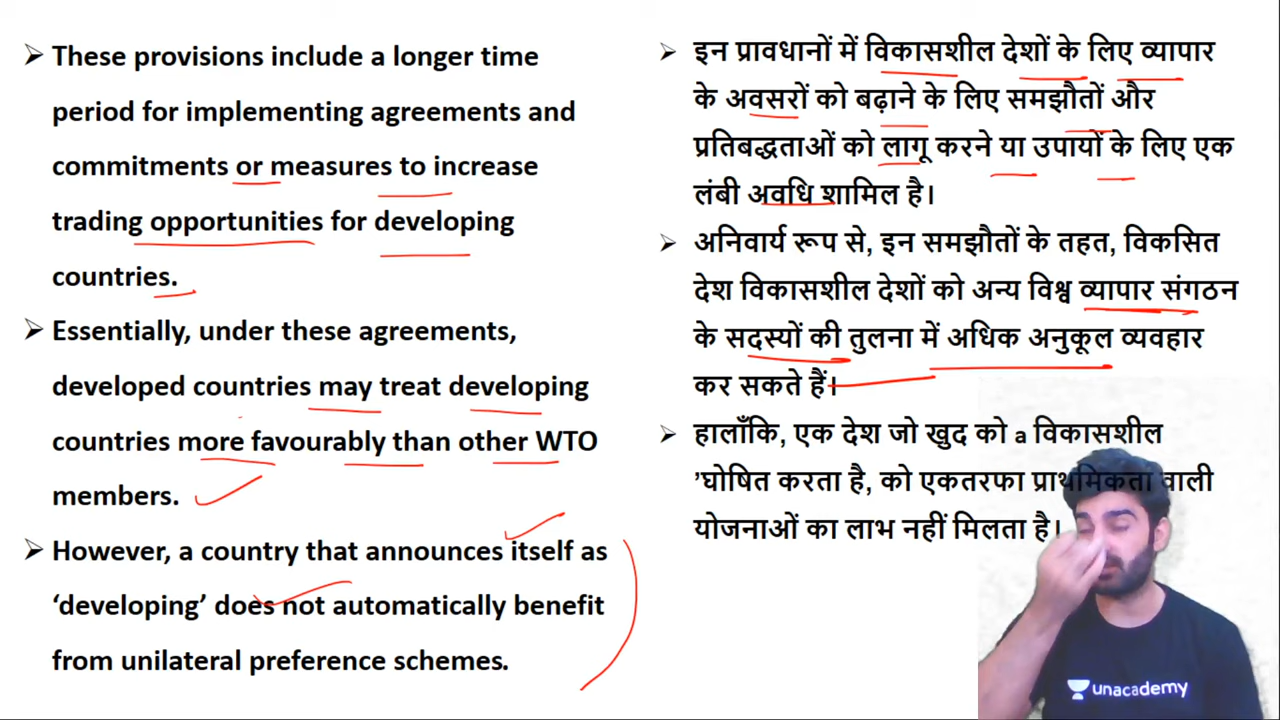 These provisions include a longer time
period for implementing agreements and
commitments or measures to increase
trading opportunities for developing
countries.
Essentially, under these agreements,
developed countries may treat developing
countries more favourably than other WTO
members.
However, a country that announces itself as
‘developing’ does not automatically benefit
from unilateral preference schemes.
इन प्रावधानों में विकासशील देशों के लिए व्यापार
के अवसरों को बढ़ाने के लिए समझौतों और
प्रतिबद्धताओं को लागू करने या उपायों के लिए एक
लंबी अवधि शामिल है।
अनिवार्य रूप से, इन समझौतों के तहत, विकसित
देश विकासशील देशों को अन्य विश्व व्यापार संगठन
के सदस्यों की तुलना में अधिक अनुकूल व्यवहार
कर सकते हैं।
हालाँकि, एक देश जो खुद को a विकासशील
’घोषित करता है, को एकतरफा प्राथमिकता वाली
योजनाओं का लाभ नहीं मिलता है।
unacademy